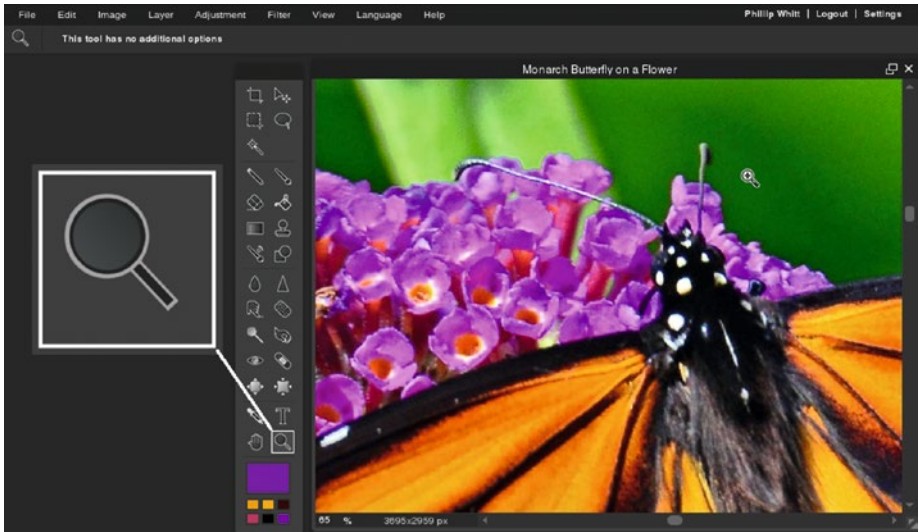 File Edit Image Layer Adjustment Filter View Language Help Phillip Whitt | Logout | Settings
This tool has no additional options
Monarch Butterfly on a Flower
65 % 3695x2959 px